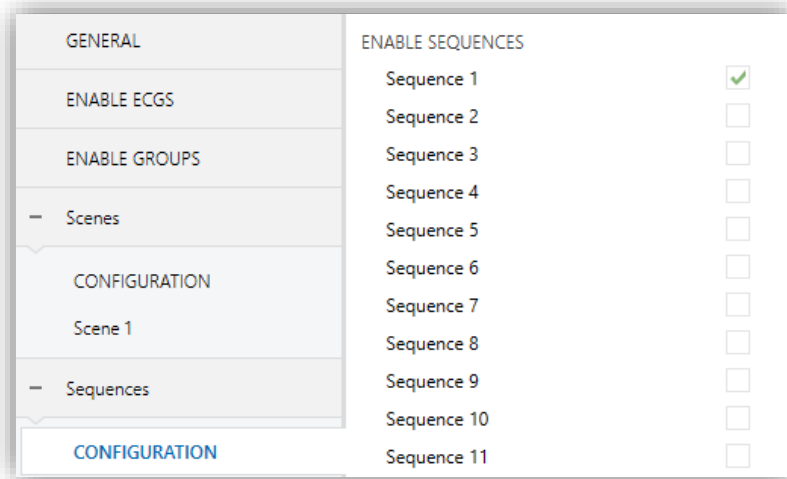 GENERAL
ENABLE ECGS
ENABLE GROUPS
Scenes
CONFIGURATION
Scene 1
Sequences
CONFIGURATION
ENABLE SEQUENCES
Sequence 1
Sequence 2
Sequence 3
Sequence 4
Sequence 5
Sequence 6
Sequence 7
Sequence 8
Sequence 9
Sequence 10
Sequence 11